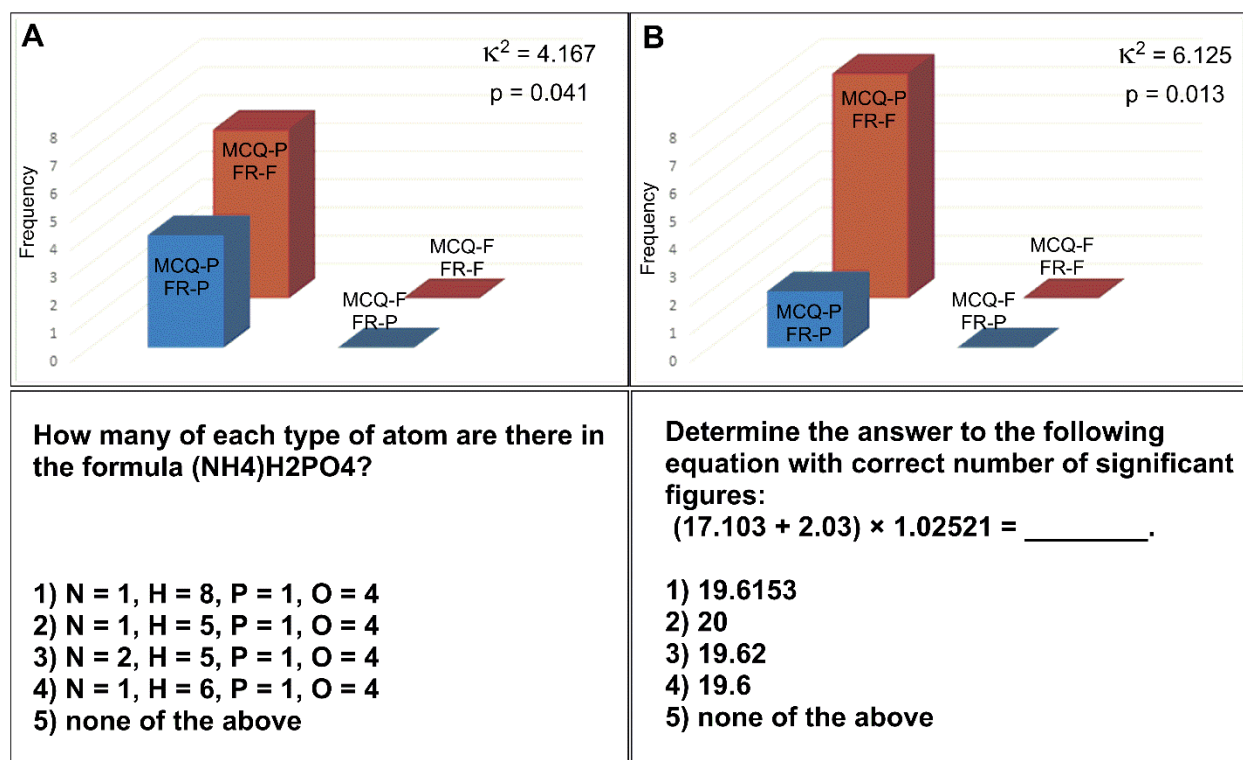 A
κ² = 4.167
p = 0.041
Frequency
8
7
6
5
4
3
2
1
0
MCQ-P
FR-F
MCQ-P
FR-P
MCQ-F
FR-F
MCQ-F
FR-P
B
κ² = 6.125
p = 0.013
Frequency
8
7
6
5
4
3
2
1
0
MCQ-P
FR-F
MCQ-P
FR-P
MCQ-F
FR-F
MCQ-F
FR-P
How many of each type of atom are there in
the formula (NH4)H2PO4?
1) N = 1, H = 8, P = 1, O = 4
2) N = 1, H = 5, P = 1, O = 4
3) N = 2, H = 5, P = 1, O = 4
4) N = 1, H = 6, P = 1, O = 4
5) none of the above
Determine the answer to the following
equation with correct number of significant
figures:
(17.103 + 2.03) × 1.02521 = ________.
1) 19.6153
2) 20
3) 19.62
4) 19.6
5) none of the above